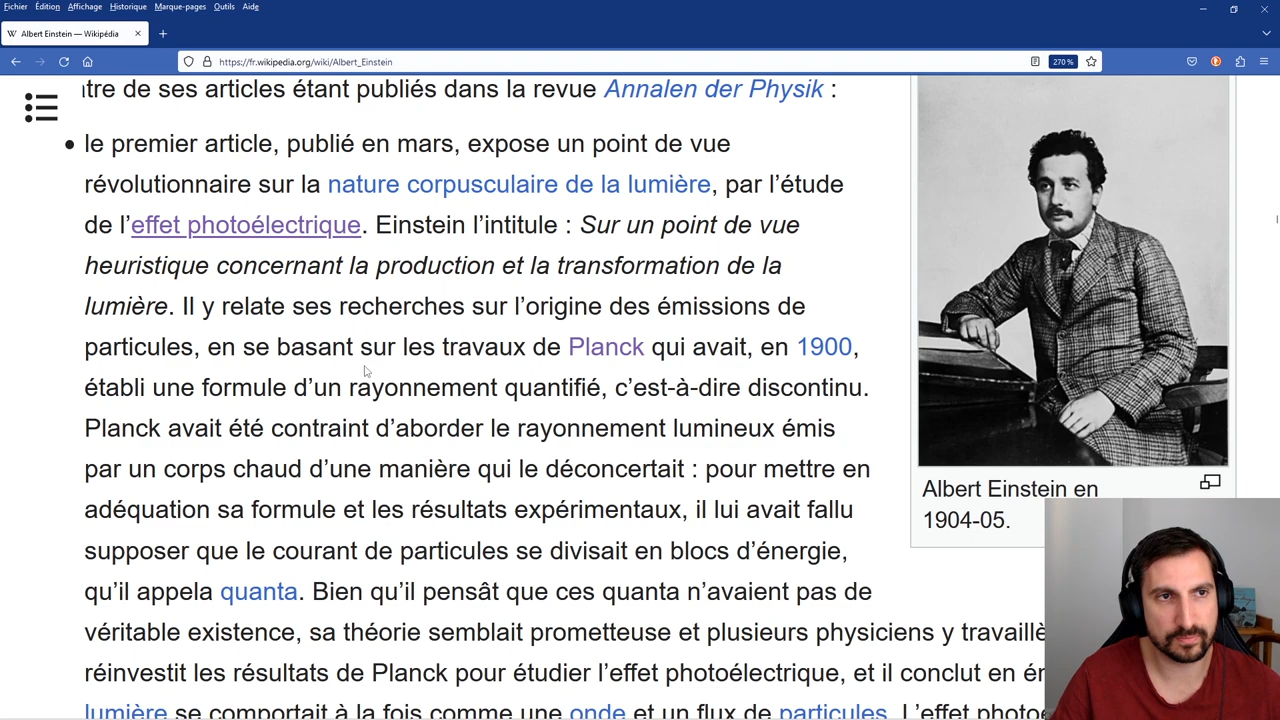 Fichier Édition Affichage Historique Marque-pages Outils Aide
W Albert Einstein — Wikipédia
https://fr.wikipedia.org/wiki/Albert_Einstein 270 %
tre de ses articles étant publiés dans la revue Annalen der Physik :
• le premier article, publié en mars, expose un point de vue
révolutionnaire sur la nature corpusculaire de la lumière, par l’étude
de l’effet photoélectrique. Einstein l’intitule : Sur un point de vue
heuristique concernant la production et la transformation de la
lumière. Il y relate ses recherches sur l’origine des émissions de
particules, en se basant sur les travaux de Planck qui avait, en 1900,
établi une formule d’un rayonnement quantifié, c’est-à-dire discontinu.
Planck avait été contraint d’aborder le rayonnement lumineux émis
par un corps chaud d’une manière qui le déconcertait : pour mettre en
adéquation sa formule et les résultats expérimentaux, il lui avait fallu
supposer que le courant de particules se divisait en blocs d’énergie,
qu’il appela quanta. Bien qu’il pensât que ces quanta n’avaient pas de
véritable existence, sa théorie semblait prometteuse et plusieurs physiciens y travaillè
réinvestit les résultats de Planck pour étudier l’effet photoélectrique, et il conclut en én
lumière se comportait à la fois comme une onde et un flux de particules. L’effet photoé
Albert Einstein en
1904-05.